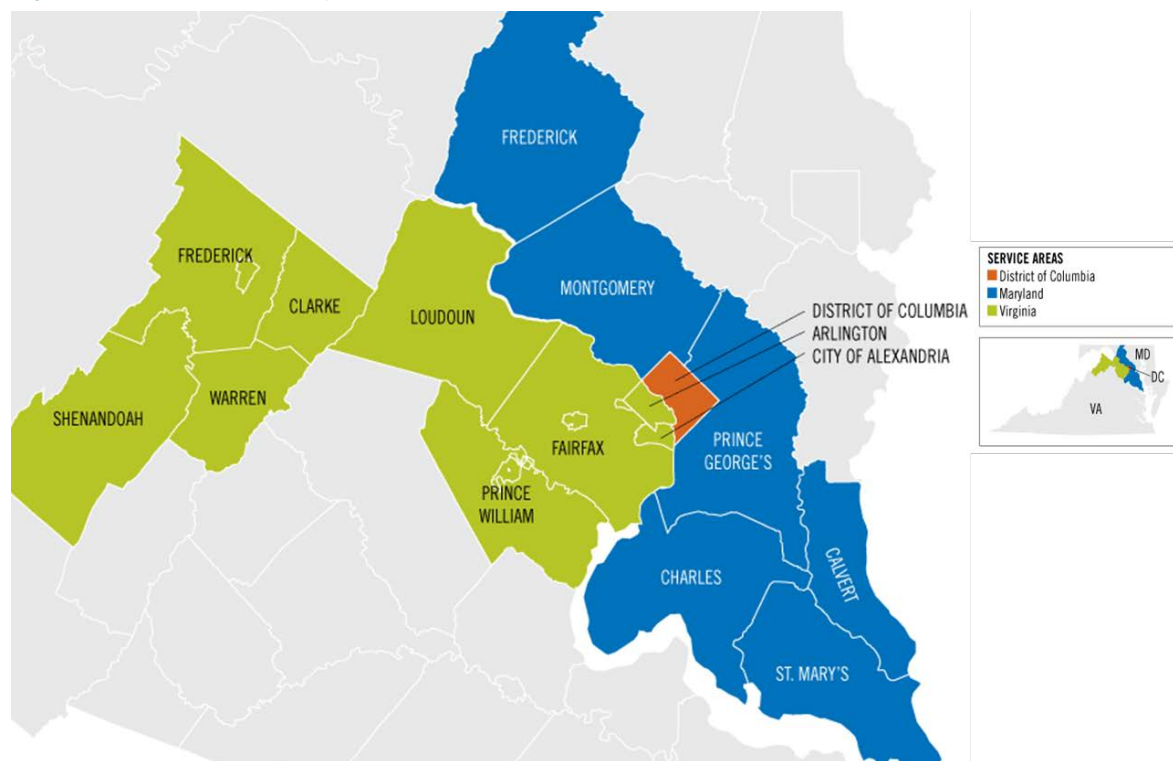 FREDERICK
FREDERICK
CLARKE
LOUDOUN
MONTGOMERY
DISTRICT OF COLUMBIA
ARLINGTON
CITY OF ALEXANDRIA
SHENANDOAH
WARREN
FAIRFAX
PRINCE
GEORGE'S
PRINCE
WILLIAM
CHARLES
CALVERT
ST. MARY'S
SERVICE AREAS
District of Columbia
Maryland
Virginia
MD
DC
VA